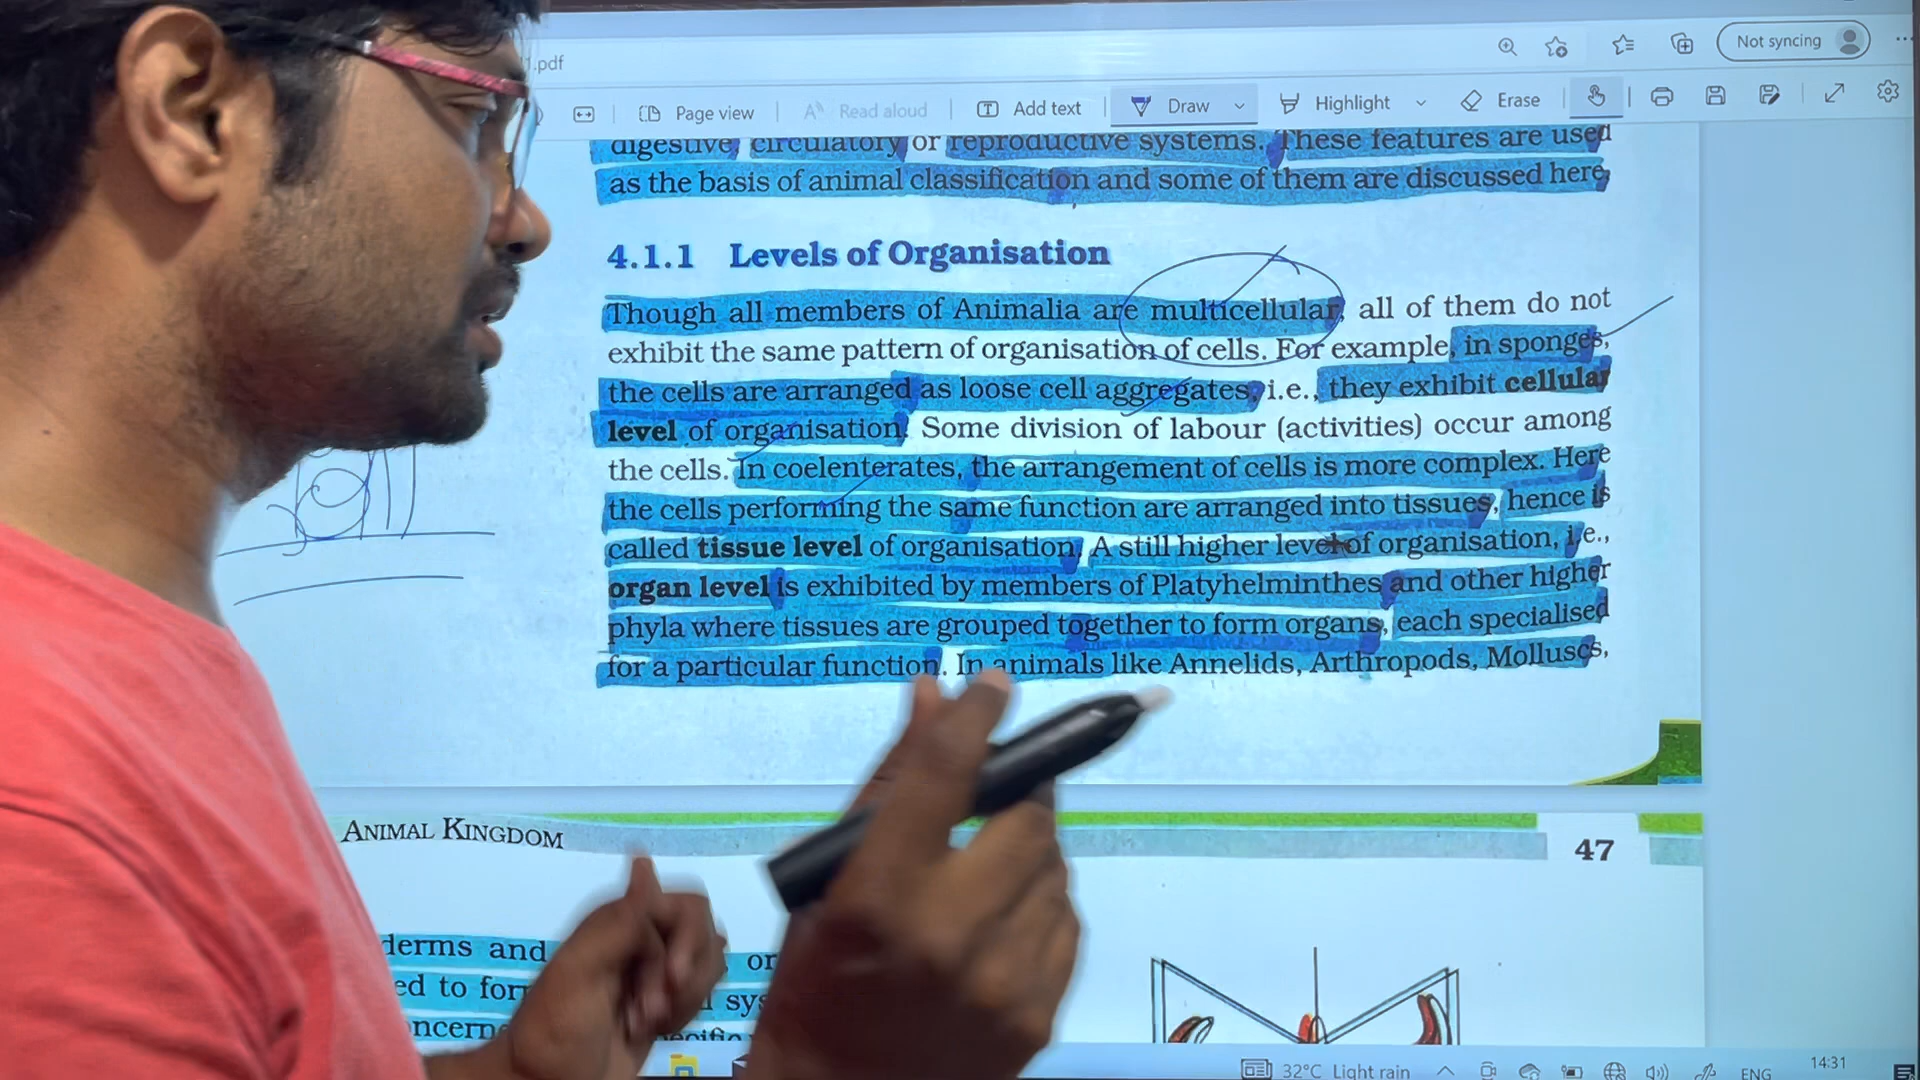 .pdf
Not syncing
Page view
Read aloud
Add text
Draw
Highlight
Erase
digestive, circulatory or reproductive systems. These features are used
as the basis of animal classification and some of them are discussed here.
4.1.1 Levels of Organisation
Though all members of Animalia are multicellular, all of them do not
exhibit the same pattern of organisation of cells. For example, in sponges,
the cells are arranged as loose cell aggregates, i.e., they exhibit cellular
level of organisation. Some division of labour (activities) occur among
the cells. In coelenterates, the arrangement of cells is more complex. Here
the cells performing the same function are arranged into tissues, hence is
called tissue level of organisation. A still higher level of organisation, i.e.,
organ level is exhibited by members of Platyhelminthes and other higher
phyla where tissues are grouped together to form organs, each specialised
for a particular function. In animals like Annelids, Arthropods, Molluscs,
ANIMAL KINGDOM
47
derms and or
ed to for sys
ncern
32°C Light rain
ENG
14:31